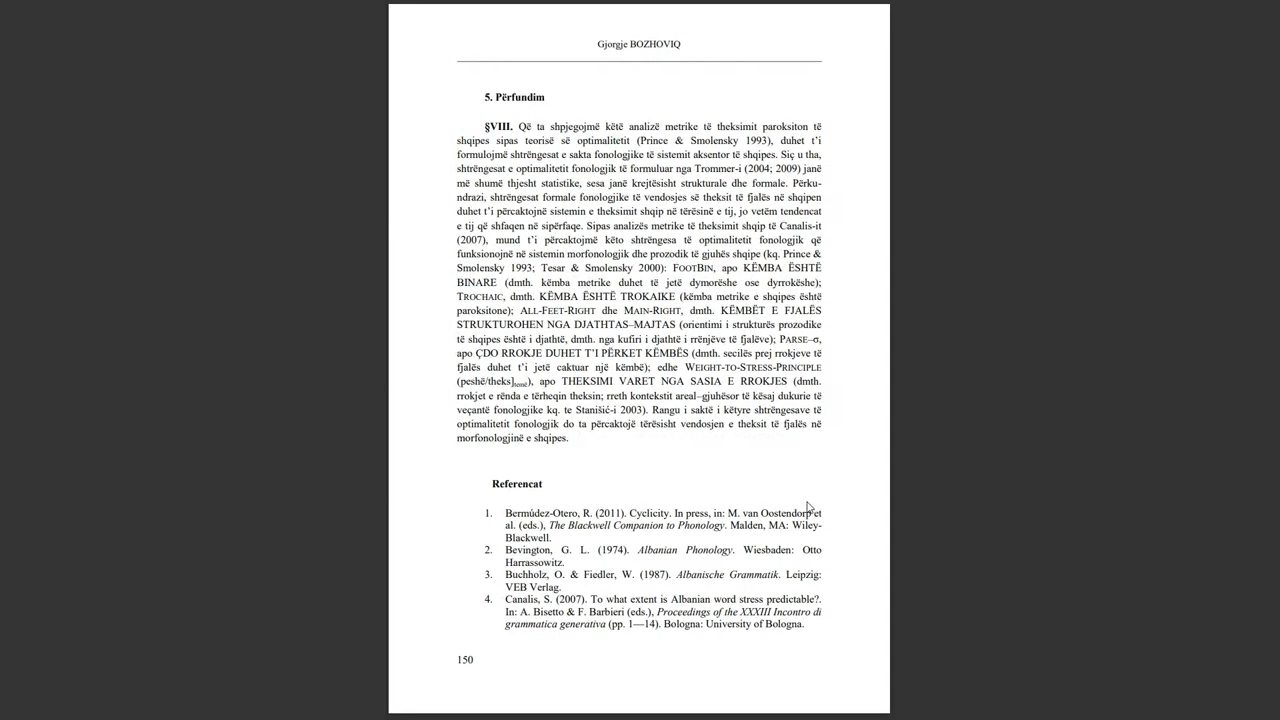 Gjorgje BOZHOVIQ
5. Përfundim
§VIII. Që ta shpjegojmë këtë analizë metrike të theksimit paroksiton të
shqipes sipas teorisë së optimalitetit (Prince & Smolensky 1993), duhet t’i
formulojmë shtrëngesat e sakta fonologjike të sistemit aksentor të shqipes. Siç u tha,
shtrëngesat e optimalitetit fonologjik të formuluar nga Trommer-i (2004; 2009) janë
më shumë thjesht statistike, sesa janë krejtësisht strukturale dhe formale. Përku-
ndrazi, shtrëngesat formale fonologjike të vendosjes së theksit të fjalës në shqipen
duhet t’i përcaktojnë sistemin e theksimit shqip në tërësinë e tij, jo vetëm tendencat
e tij që shfaqen në sipërfaqe. Sipas analizës metrike të theksimit shqip të Canalis-it
(2007), mund t’i përcaktojmë këto shtrëngesa të optimalitetit fonologjik që
funksionojnë në sistemin morfonologjik dhe prozodik të gjuhës shqipe (kq. Prince &
Smolensky 1993; Tesar & Smolensky 2000): FOOTBIN, apo KËMBA ËSHTË
BINARE (dmth. këmba metrike duhet të jetë dymorëshe ose dyrrokëshe);
TROCHAIC, dmth. KËMBA ËSHTË TROKAIKE (këmba metrike e shqipes është
paroksitone); ALL-FEET-RIGHT dhe MAIN-RIGHT, dmth. KËMBËT E FJALËS
STRUKTUROHEN NGA DJATHTAS–MAJTAS (orientimi i strukturës prozodike
të shqipes është i djathtë, dmth. nga kufiri i djathtë i rrënjëve të fjalëve); PARSE–σ,
apo ÇDO RROKJE DUHET T’I PËRKET KËMBËS (dmth. secilës prej rrokjeve të
fjalës duhet t’i jetë caktuar një këmbë); edhe WEIGHT-TO-STRESS-PRINCIPLE
(peshë/theks]temë), apo THEKSIMI VARET NGA SASIA E RROKJES (dmth.
rrokjet e rënda e tërheqin theksin; rreth kontekstit areal–gjuhësor të kësaj dukurie të
veçantë fonologjike kq. te Stanišić-i 2003). Rangu i saktë i këtyre shtrëngesave të
optimalitetit fonologjik do ta përcaktojë tërësisht vendosjen e theksit të fjalës në
morfonologjinë e shqipes.
Referencat
1. Bermúdez-Otero, R. (2011). Cyclicity. In press, in: M. van Oostendorp et
al. (eds.), The Blackwell Companion to Phonology. Malden, MA: Wiley-
Blackwell.
2. Bevington, G. L. (1974). Albanian Phonology. Wiesbaden: Otto
Harrassowitz.
3. Buchholz, O. & Fiedler, W. (1987). Albanische Grammatik. Leipzig:
VEB Verlag.
4. Canalis, S. (2007). To what extent is Albanian word stress predictable?.
In: A. Bisetto & F. Barbieri (eds.), Proceedings of the XXXIII Incontro di
grammatica generativa (pp. 1—14). Bologna: University of Bologna.
150